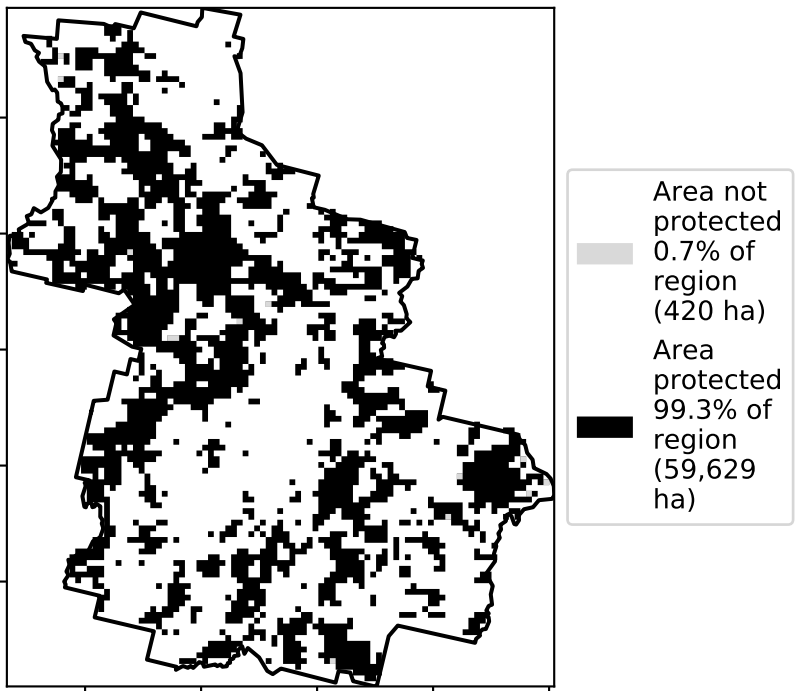 Area not
protected
0.7% of
region
(420 ha)
Area
protected
99.3% of
region
(59,629
ha)